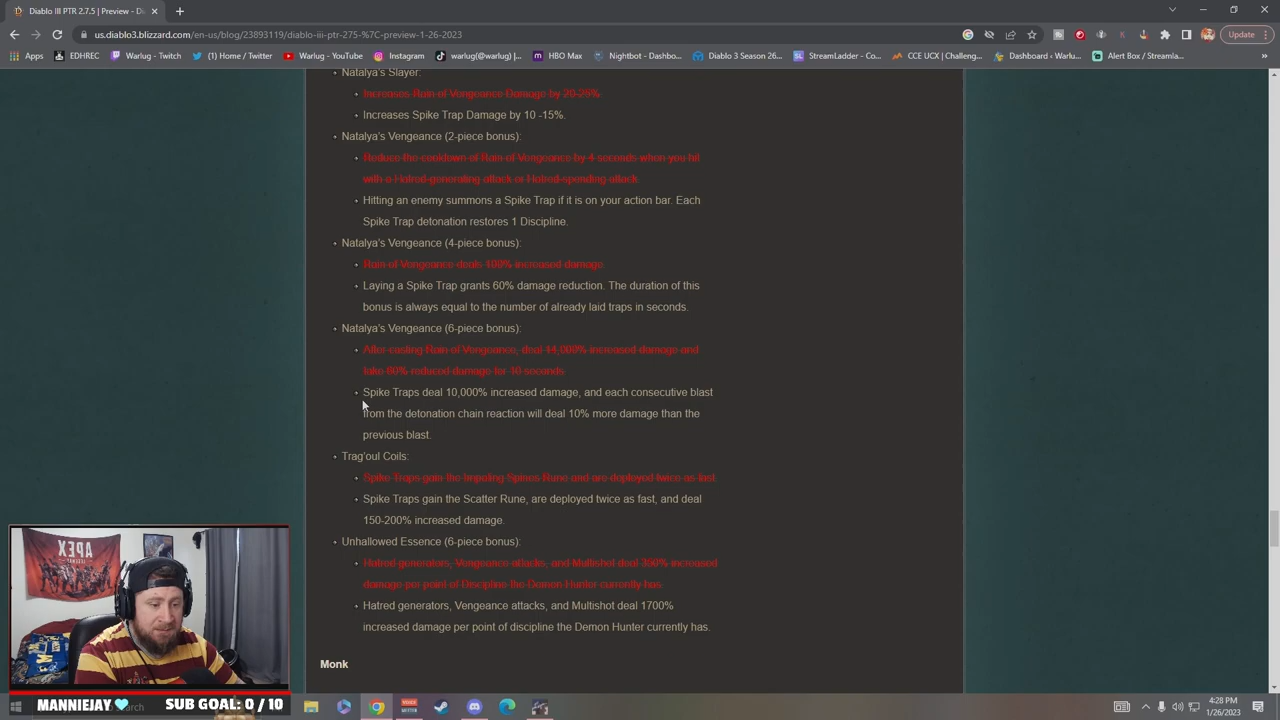 Diablo III PTR 2.7.5 | Preview
us.diablo3.blizzard.com/en-us/blog/23893119/diablo-iii-ptr-275-%7C-preview-1-26-2023
Update
Apps EDHREC Warlug - Twitch (1) Home / Twitter Warlug - YouTube Instagram warlug(@warlug) |... HBO Max Nightbot - Dashbo... Diablo 3 Season 26... StreamLadder - Co... CCE UCX | Challeng... Dashboard ‹ Warlu... Alert Box / Streamla...
Natalya's Slayer:
Increases Rain of Vengeance Damage by 20-25%.
Increases Spike Trap Damage by 10 -15%.
Natalya's Vengeance (2-piece bonus):
Reduce the cooldown of Rain of Vengeance by 4 seconds when you hit
with a Hatred-generating attack or Hatred-spending attack.
Hitting an enemy summons a Spike Trap if it is on your action bar. Each
Spike Trap detonation restores 1 Discipline.
Natalya's Vengeance (4-piece bonus):
Rain of Vengeance deals 100% increased damage.
Laying a Spike Trap grants 60% damage reduction. The duration of this
bonus is always equal to the number of already laid traps in seconds.
Natalya's Vengeance (6-piece bonus):
After casting Rain of Vengeance, deal 14,000% increased damage and
take 60% reduced damage for 10 seconds.
Spike Traps deal 10,000% increased damage, and each consecutive blast
from the detonation chain reaction will deal 10% more damage than the
previous blast.
Trag'oul Coils:
Spike Traps gain the Impaling Spines Rune and are deployed twice as fast.
Spike Traps gain the Scatter Rune, are deployed twice as fast, and deal
150-200% increased damage.
Unhallowed Essence (6-piece bonus):
Hatred generators, Vengeance attacks, and Multishot deal 300% increased
damage per point of Discipline the Demon Hunter currently has.
Hatred generators, Vengeance attacks, and Multishot deal 1700%
increased damage per point of discipline the Demon Hunter currently has.
Monk
APEX
MANNIEJAY
SUB GOAL: 0 / 10
4:28 PM
1/26/2023